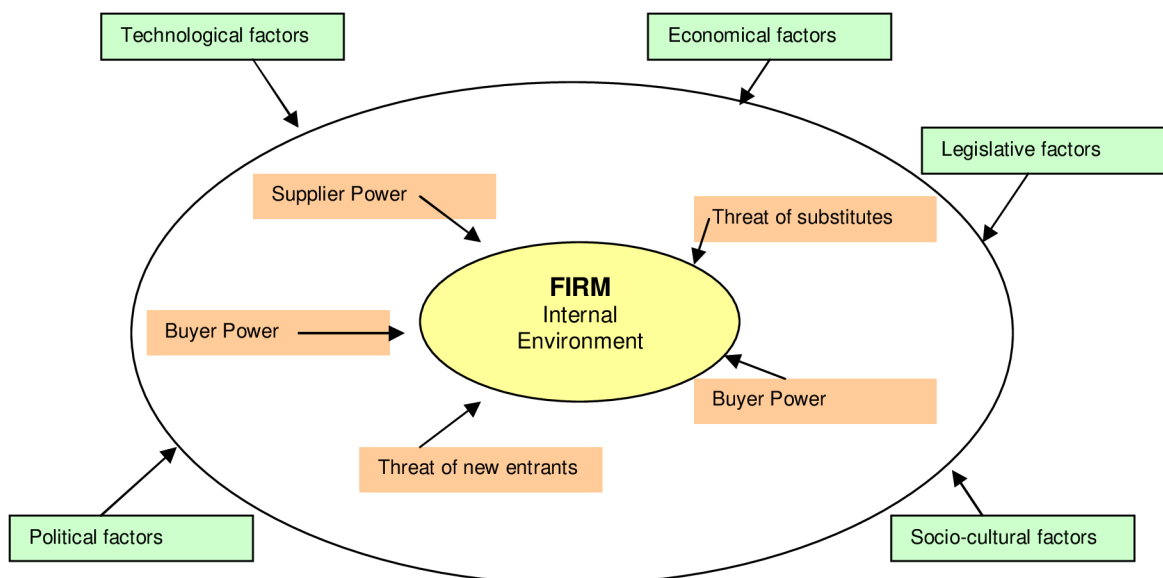 Technological factors
Economical factors
Legislative factors
Supplier Power
Threat of substitutes
FIRM
Internal
Environment
Buyer Power
Buyer Power
Threat of new entrants
Political factors
Socio-cultural factors